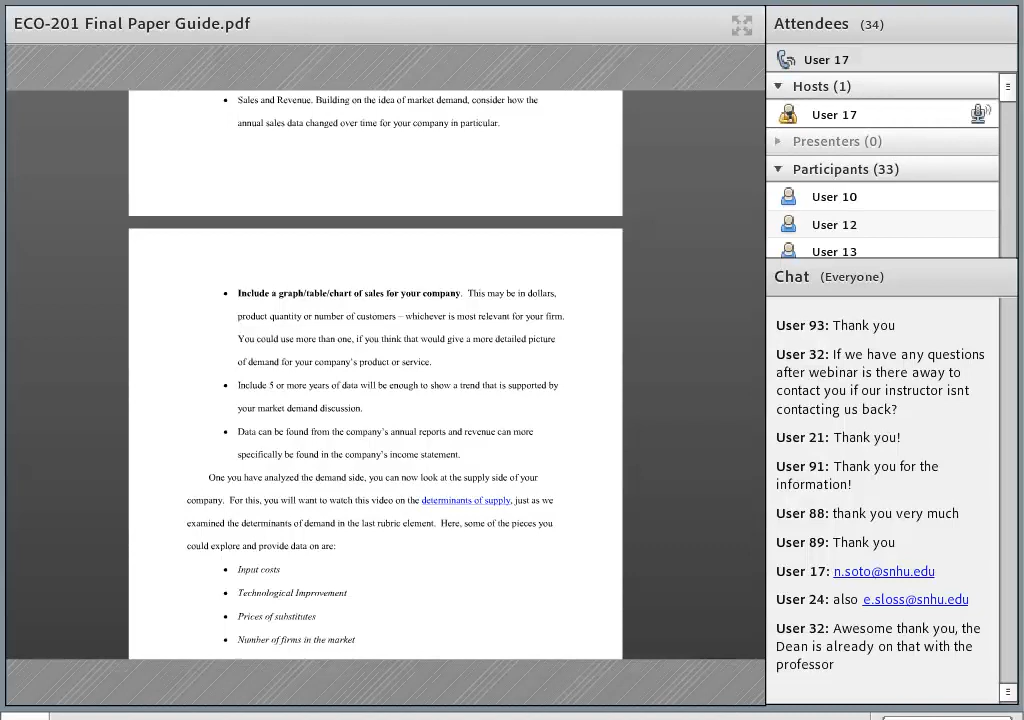 ECO-201 Final Paper Guide.pdf
Sales and Revenue. Building on the idea of market demand, consider how the
annual sales data changed over time for your company in particular.
Include a graph/table/chart of sales for your company.  This may be in dollars,
product quantity or number of customers – whichever is most relevant for your firm.
You could use more than one, if you think that would give a more detailed picture
of demand for your company's product or service.
Include 5 or more years of data will be enough to show a trend that is supported by
your market demand discussion.
Data can be found from the company's annual reports and revenue can more
specifically be found in the company's income statement.
One you have analyzed the demand side, you can now look at the supply side of your
company.  For this, you will want to watch this video on the determinants of supply, just as we
examined the determinants of demand in the last rubric element.  Here, some of the pieces you
could explore and provide data on are:
Input costs
Technological Improvement
Prices of substitutes
Number of firms in the market
Attendees (34)
User 17
Hosts (1)
User 17
Presenters (0)
Participants (33)
User 10
User 12
User 13
Chat (Everyone)
User 93: Thank you
User 32: If we have any questions
after webinar is there away to
contact you if our instructor isnt
contacting us back?
User 21: Thank you!
User 91: Thank you for the
information!
User 88: thank you very much
User 89: Thank you
User 17: n.soto@snhu.edu
User 24: also e.sloss@snhu.edu
User 32: Awesome thank you, the
Dean is already on that with the
professor